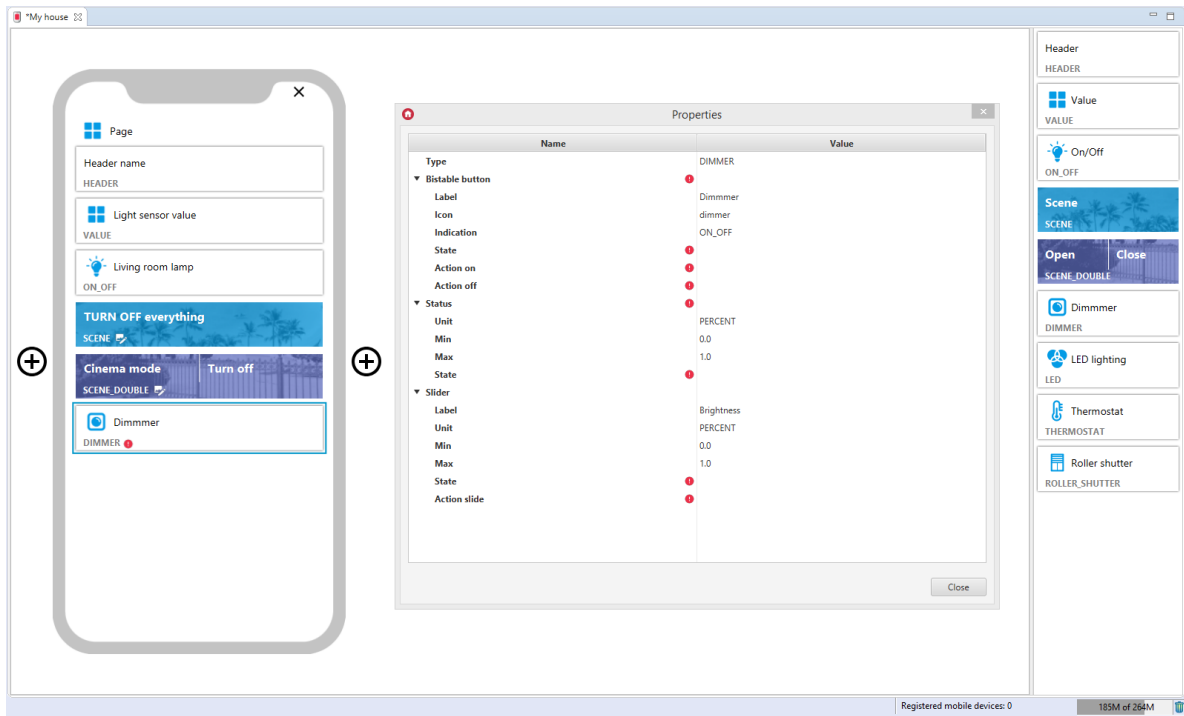 *My house
Page
Header name
HEADER
Light sensor value
VALUE
Living room lamp
ON_OFF
TURN OFF everything
SCENE
Cinema mode Turn off
SCENE_DOUBLE
Dimmmer
DIMMER
Properties
Name Value
Type DIMMER
Bistable button
Label Dimmmer
Icon dimmer
Indication ON_OFF
State
Action on
Action off
Status
Unit PERCENT
Min 0.0
Max 1.0
State
Slider
Label Brightness
Unit PERCENT
Min 0.0
Max 1.0
State
Action slide
Close
Header
HEADER
Value
VALUE
On/Off
ON_OFF
Scene
SCENE
Open Close
SCENE_DOUBLE
Dimmmer
DIMMER
LED lighting
LED
Thermostat
THERMOSTAT
Roller shutter
ROLLER_SHUTTER
Registered mobile devices: 0 185M of 264M